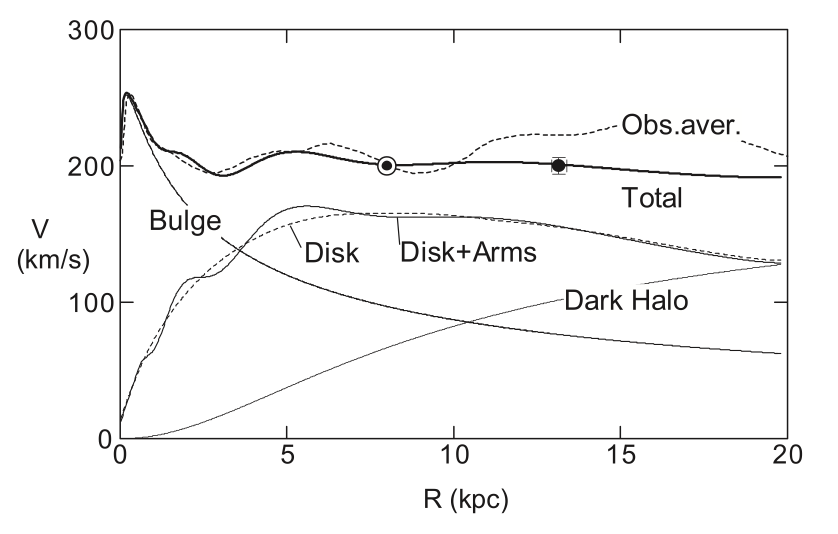 300
200
100
0
V
(km/s)
Obs.aver.
Total
Bulge
Disk
Disk+Arms
Dark Halo
0 5 10 15 20
R (kpc)